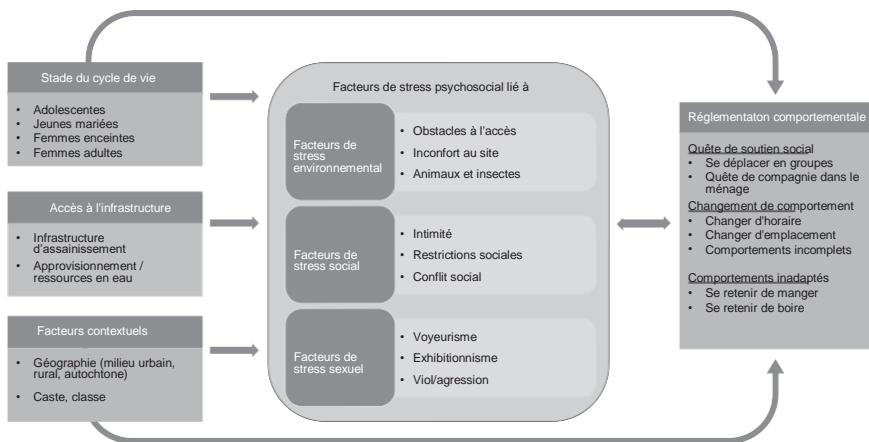 Stade du cycle de vie
• Adolescentes
• Jeunes mariées
• Femmes enceintes
• Femmes adultes
Accès à l'infrastructure
• Infrastructure
d'assainissement
• Approvisionnement /
ressources en eau
Facteurs contextuels
• Géographie (milieu urbain,
rural, autochtone)
• Caste, classe
Facteurs de stress psychosocial lié à
Facteurs de
stress
environnemental
• Obstacles à l'accès
• Inconfort au site
• Animaux et insectes
Facteurs de
stress social
• Intimité
• Restrictions sociales
• Conflit social
Facteurs de
stress sexuel
• Voyeurisme
• Exhibitionnisme
• Viol/agression
Réglementaton comportementale
Quête de soutien social
• Se déplacer en groupes
• Quête de compagnie dans le
ménage
Changement de comportement
• Changer d'horaire
• Changer d'emplacement
• Comportements incomplets
Comportements inadaptés
• Se retenir de manger
• Se retenir de boire